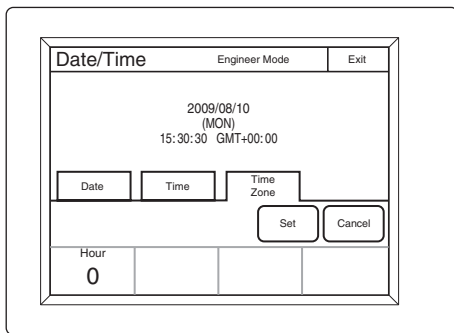 Date/Time Engineer Mode Exit
2009/08/10
(MON)
15:30:30 GMT+00:00
Date Time Time Zone
Set Cancel
Hour
0